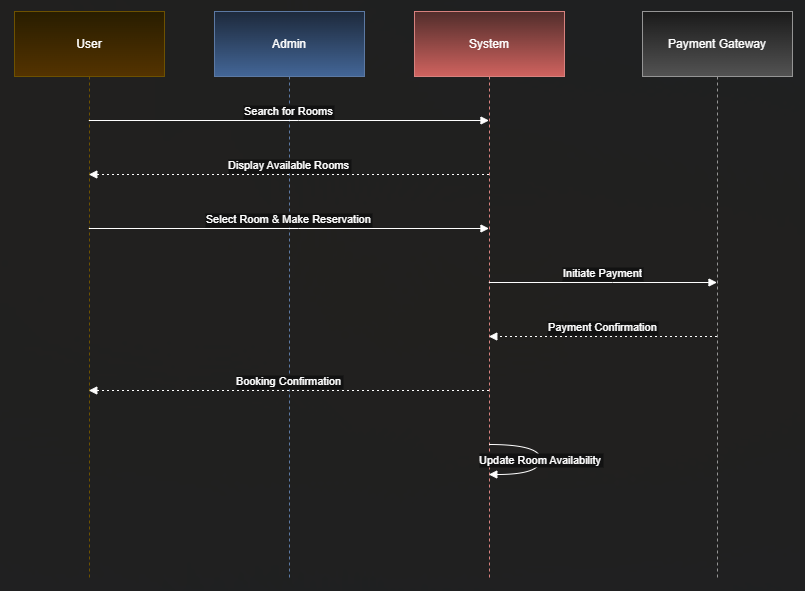 User
Admin
System
Payment Gateway
Search for Rooms
Display Available Rooms
Select Room & Make Reservation
Initiate Payment
Payment Confirmation
Booking Confirmation
Update Room Availability